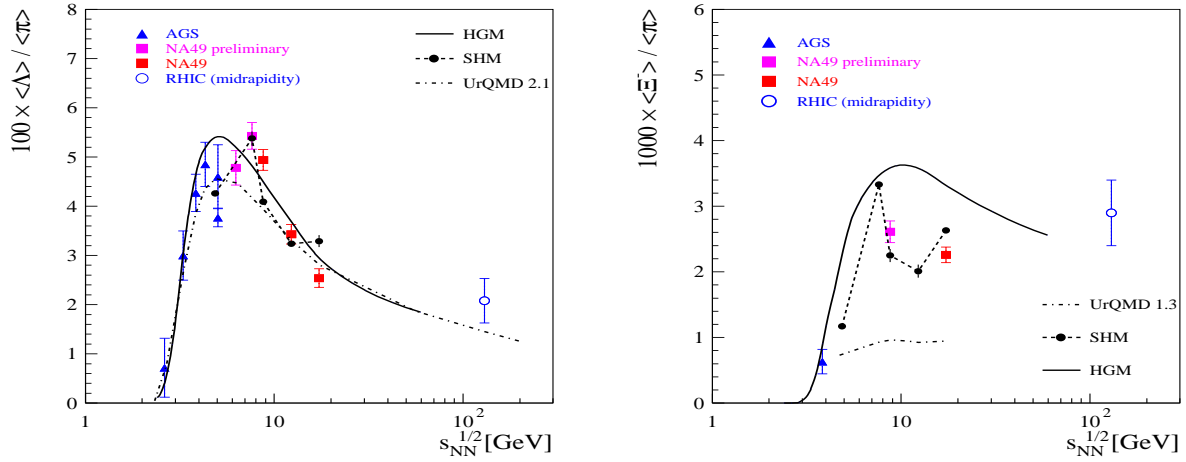 100 × <Λ> / <π>
8
7
6
5
4
3
2
1
0
AGS
NA49 preliminary
NA49
RHIC (midrapidity)
HGM
SHM
UrQMD 2.1
1 10 10²
s_NN^1/2 [GeV]
1000 × <Ξ⁻> / <π>
6
5
4
3
2
1
0
AGS
NA49 preliminary
NA49
RHIC (midrapidity)
UrQMD 1.3
SHM
HGM
1 10 10²
s_NN^1/2 [GeV]